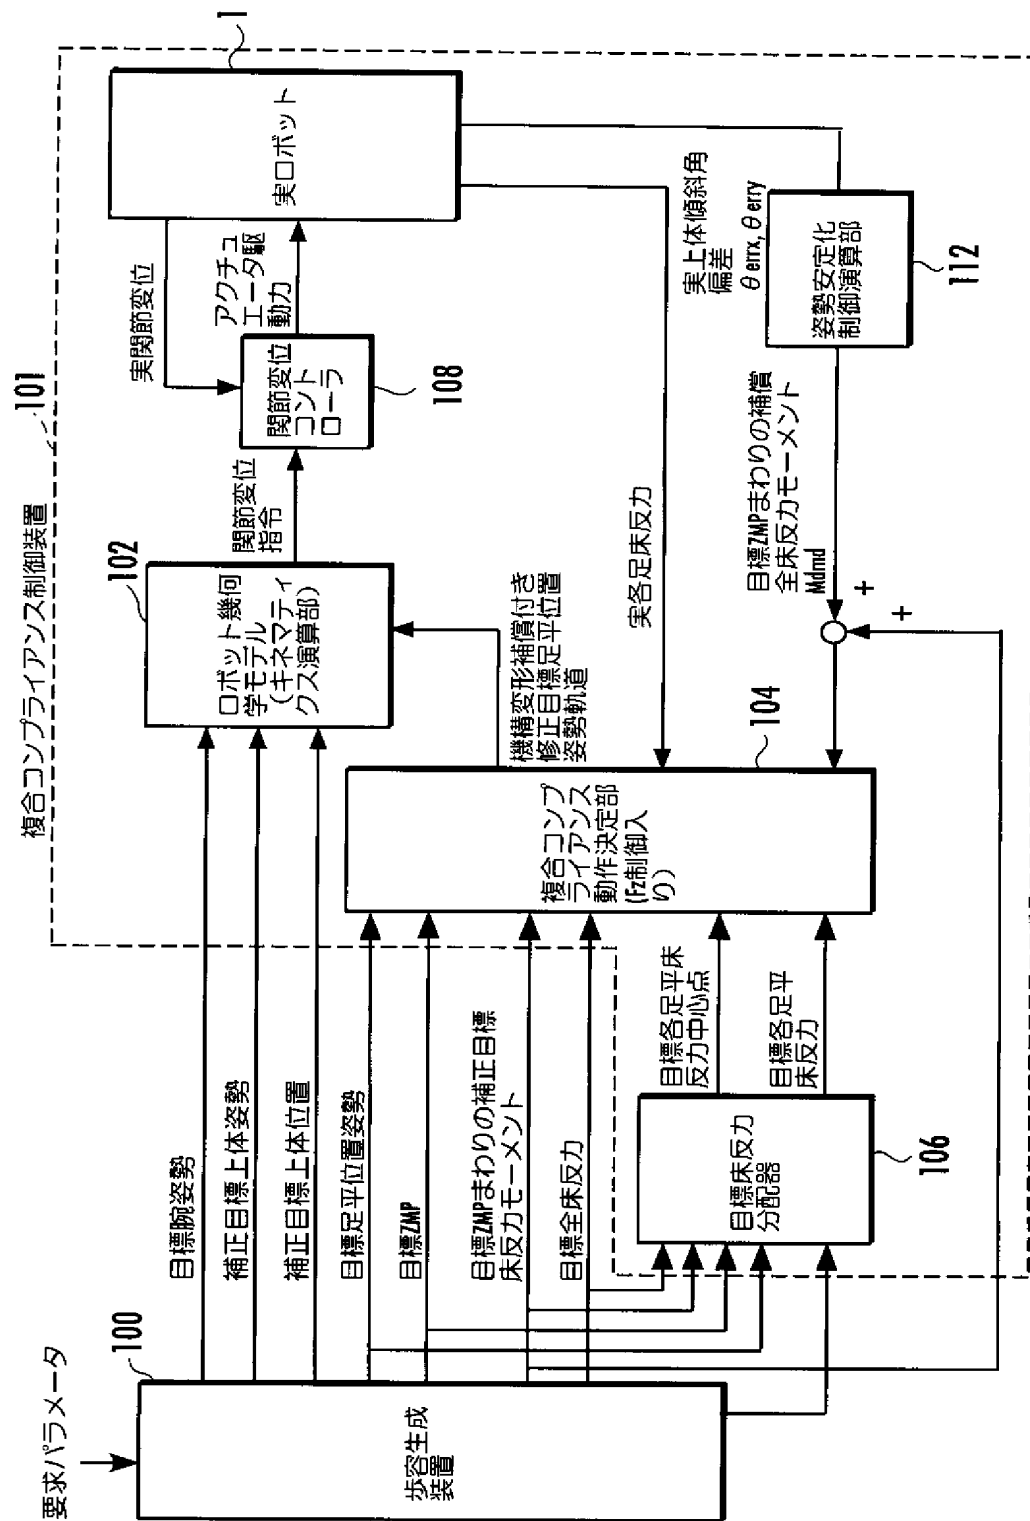 要求パラメータ
100
歩容生成
装置
目標腕姿勢
補正目標上体姿勢
補正目標上体位置
目標足平位置姿勢
目標ZMP
目標ZMPまわりの補正目標
床反力モーメント
目標全床反力
目標床反力
分配器
106
目標各足平床
反力中心点
目標各足平
床反力
複合コンプライアンス制御装置
101
102
ロボット幾何
学モデル
(キネマティ
クス演算部)
複合コンプ
ライアンス
動作決定部
(Fz制御入
り)
104
機構変形補償付き
修正目標足平位置
姿勢軌道
関節変位
指令
関節変位
コント
ローラ
108
実関節変位
アクチュ
エータ駆
動力
実ロボット
1
実各足床反力
実上体傾斜角
偏差
θerrx, θerry
姿勢安定化
制御演算部
112
目標ZMPまわりの補償
全床反力モーメント
Mdmd
+
+